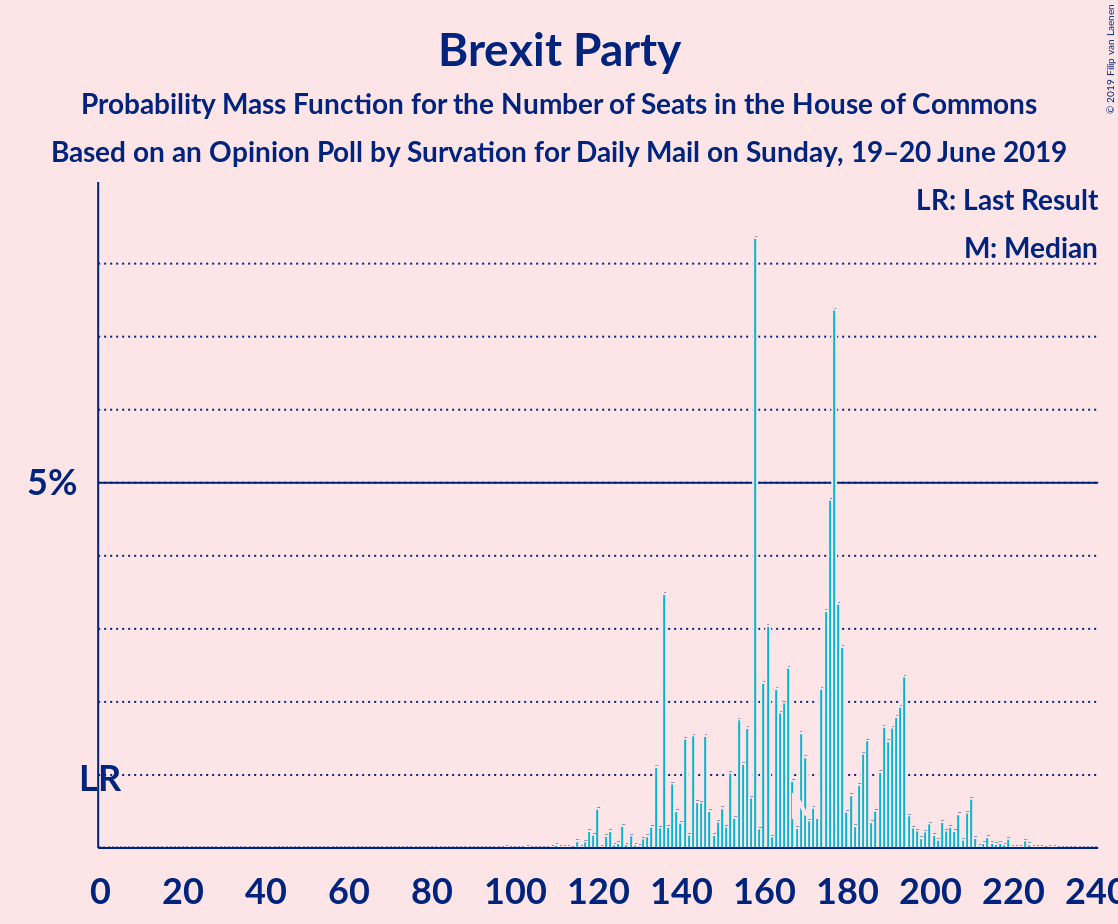 Brexit Party
Probability Mass Function for the Number of Seats in the House of Commons
Based on an Opinion Poll by Survation for Daily Mail on Sunday, 19–20 June 2019
© 2019 Filip van Laenen
LR: Last Result
M: Median
5%
LR
0 20 40 60 80 100 120 140 160 180 200 220 240